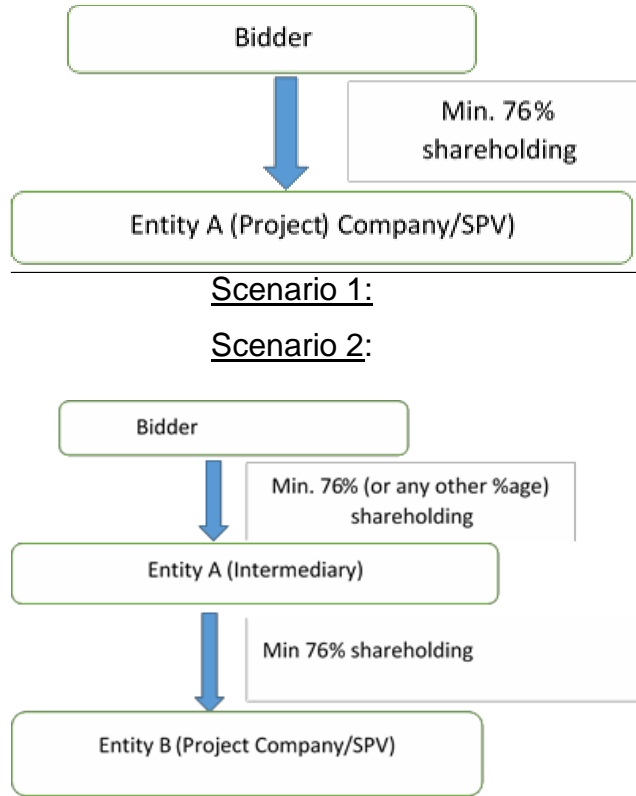 Bidder
Min. 76%
shareholding
Entity A (Project) Company/SPV)
Scenario 1:
Scenario 2:
Bidder
Min. 76% (or any other %age)
shareholding
Entity A (Intermediary)
Min 76% shareholding
Entity B (Project Company/SPV)